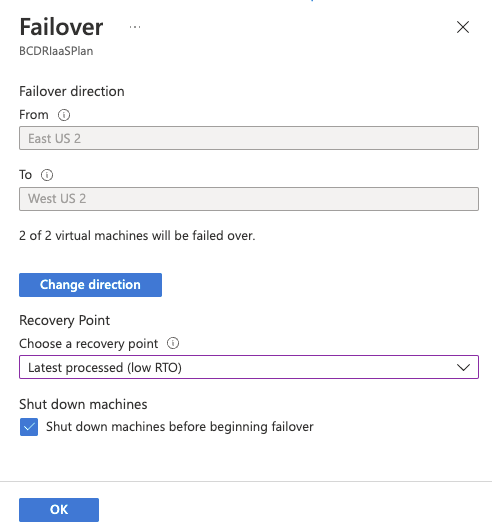 Failover
...
BCDRIaaSPlan
Failover direction
From
East US 2
To
West US 2
2 of 2 virtual machines will be failed over.
Change direction
Recovery Point
Choose a recovery point
Latest processed (low RTO)
Shut down machines
Shut down machines before beginning failover
OK